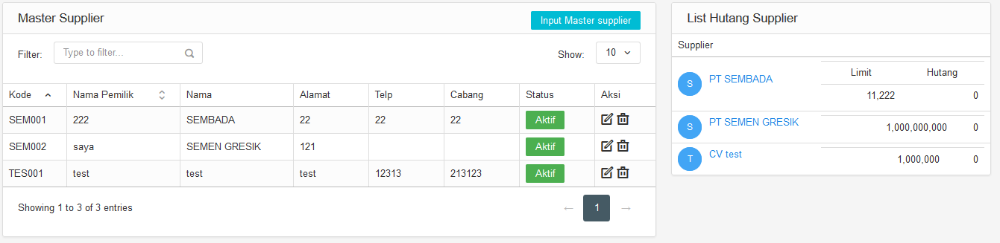 Master Supplier
Input Master supplier
Filter:
Type to filter...
Show:
10
Kode Nama Pemilik Nama Alamat Telp Cabang Status Aksi
SEM001 222 SEMBADA 22 22 22 Aktif
SEM002 saya SEMEN GRESIK 121 Aktif
TES001 test test test 12313 213123 Aktif
Showing 1 to 3 of 3 entries
← 1 →
List Hutang Supplier
Supplier
Limit Hutang
S PT SEMBADA 11,222 0
S PT SEMEN GRESIK 1,000,000,000 0
T CV test 1,000,000 0